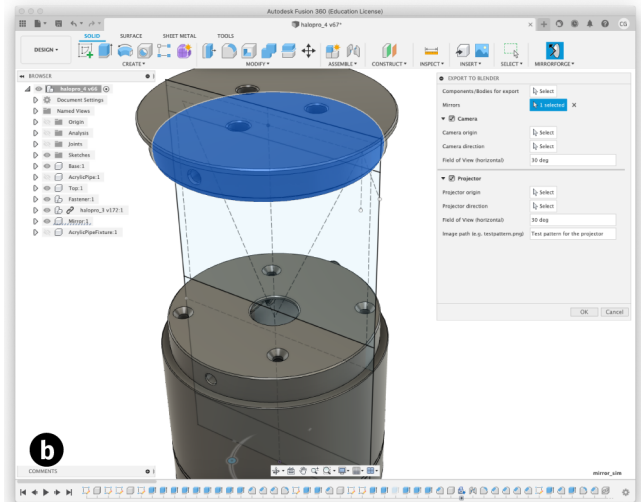 Autodesk Fusion 360 (Education License)
halopro_4 v67*
CG
SOLID SURFACE SHEET METAL TOOLS
DESIGN
CREATE MODIFY ASSEMBLE CONSTRUCT INSPECT INSERT SELECT MIRRORFORGE
BROWSER
halopro_4 v66
Document Settings
Named Views
Origin
Analysis
Joints
Sketches
Base:1
AcrylicPipe:1
Top:1
Fastener:1
halopro_3 v172:1
Mirror:1
AcrylicPipeFixture:1
EXPORT TO BLENDER
Components/Bodies for export Select
Mirrors 1 selected
Camera
Camera origin Select
Camera direction Select
Field of View (horizontal) 30 deg
Projector
Projector origin Select
Projector direction Select
Field of View (horizontal) 30 deg
Image path (e.g. testpattern.png) Test pattern for the projector
OK Cancel
b
COMMENTS
mirror_sim